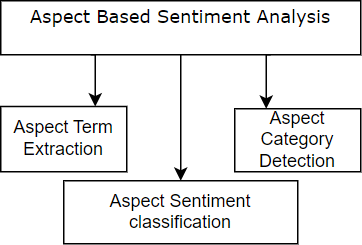 Aspect Based Sentiment Analysis
Aspect Term
Extraction
Aspect
Category
Detection
Aspect Sentiment
classification